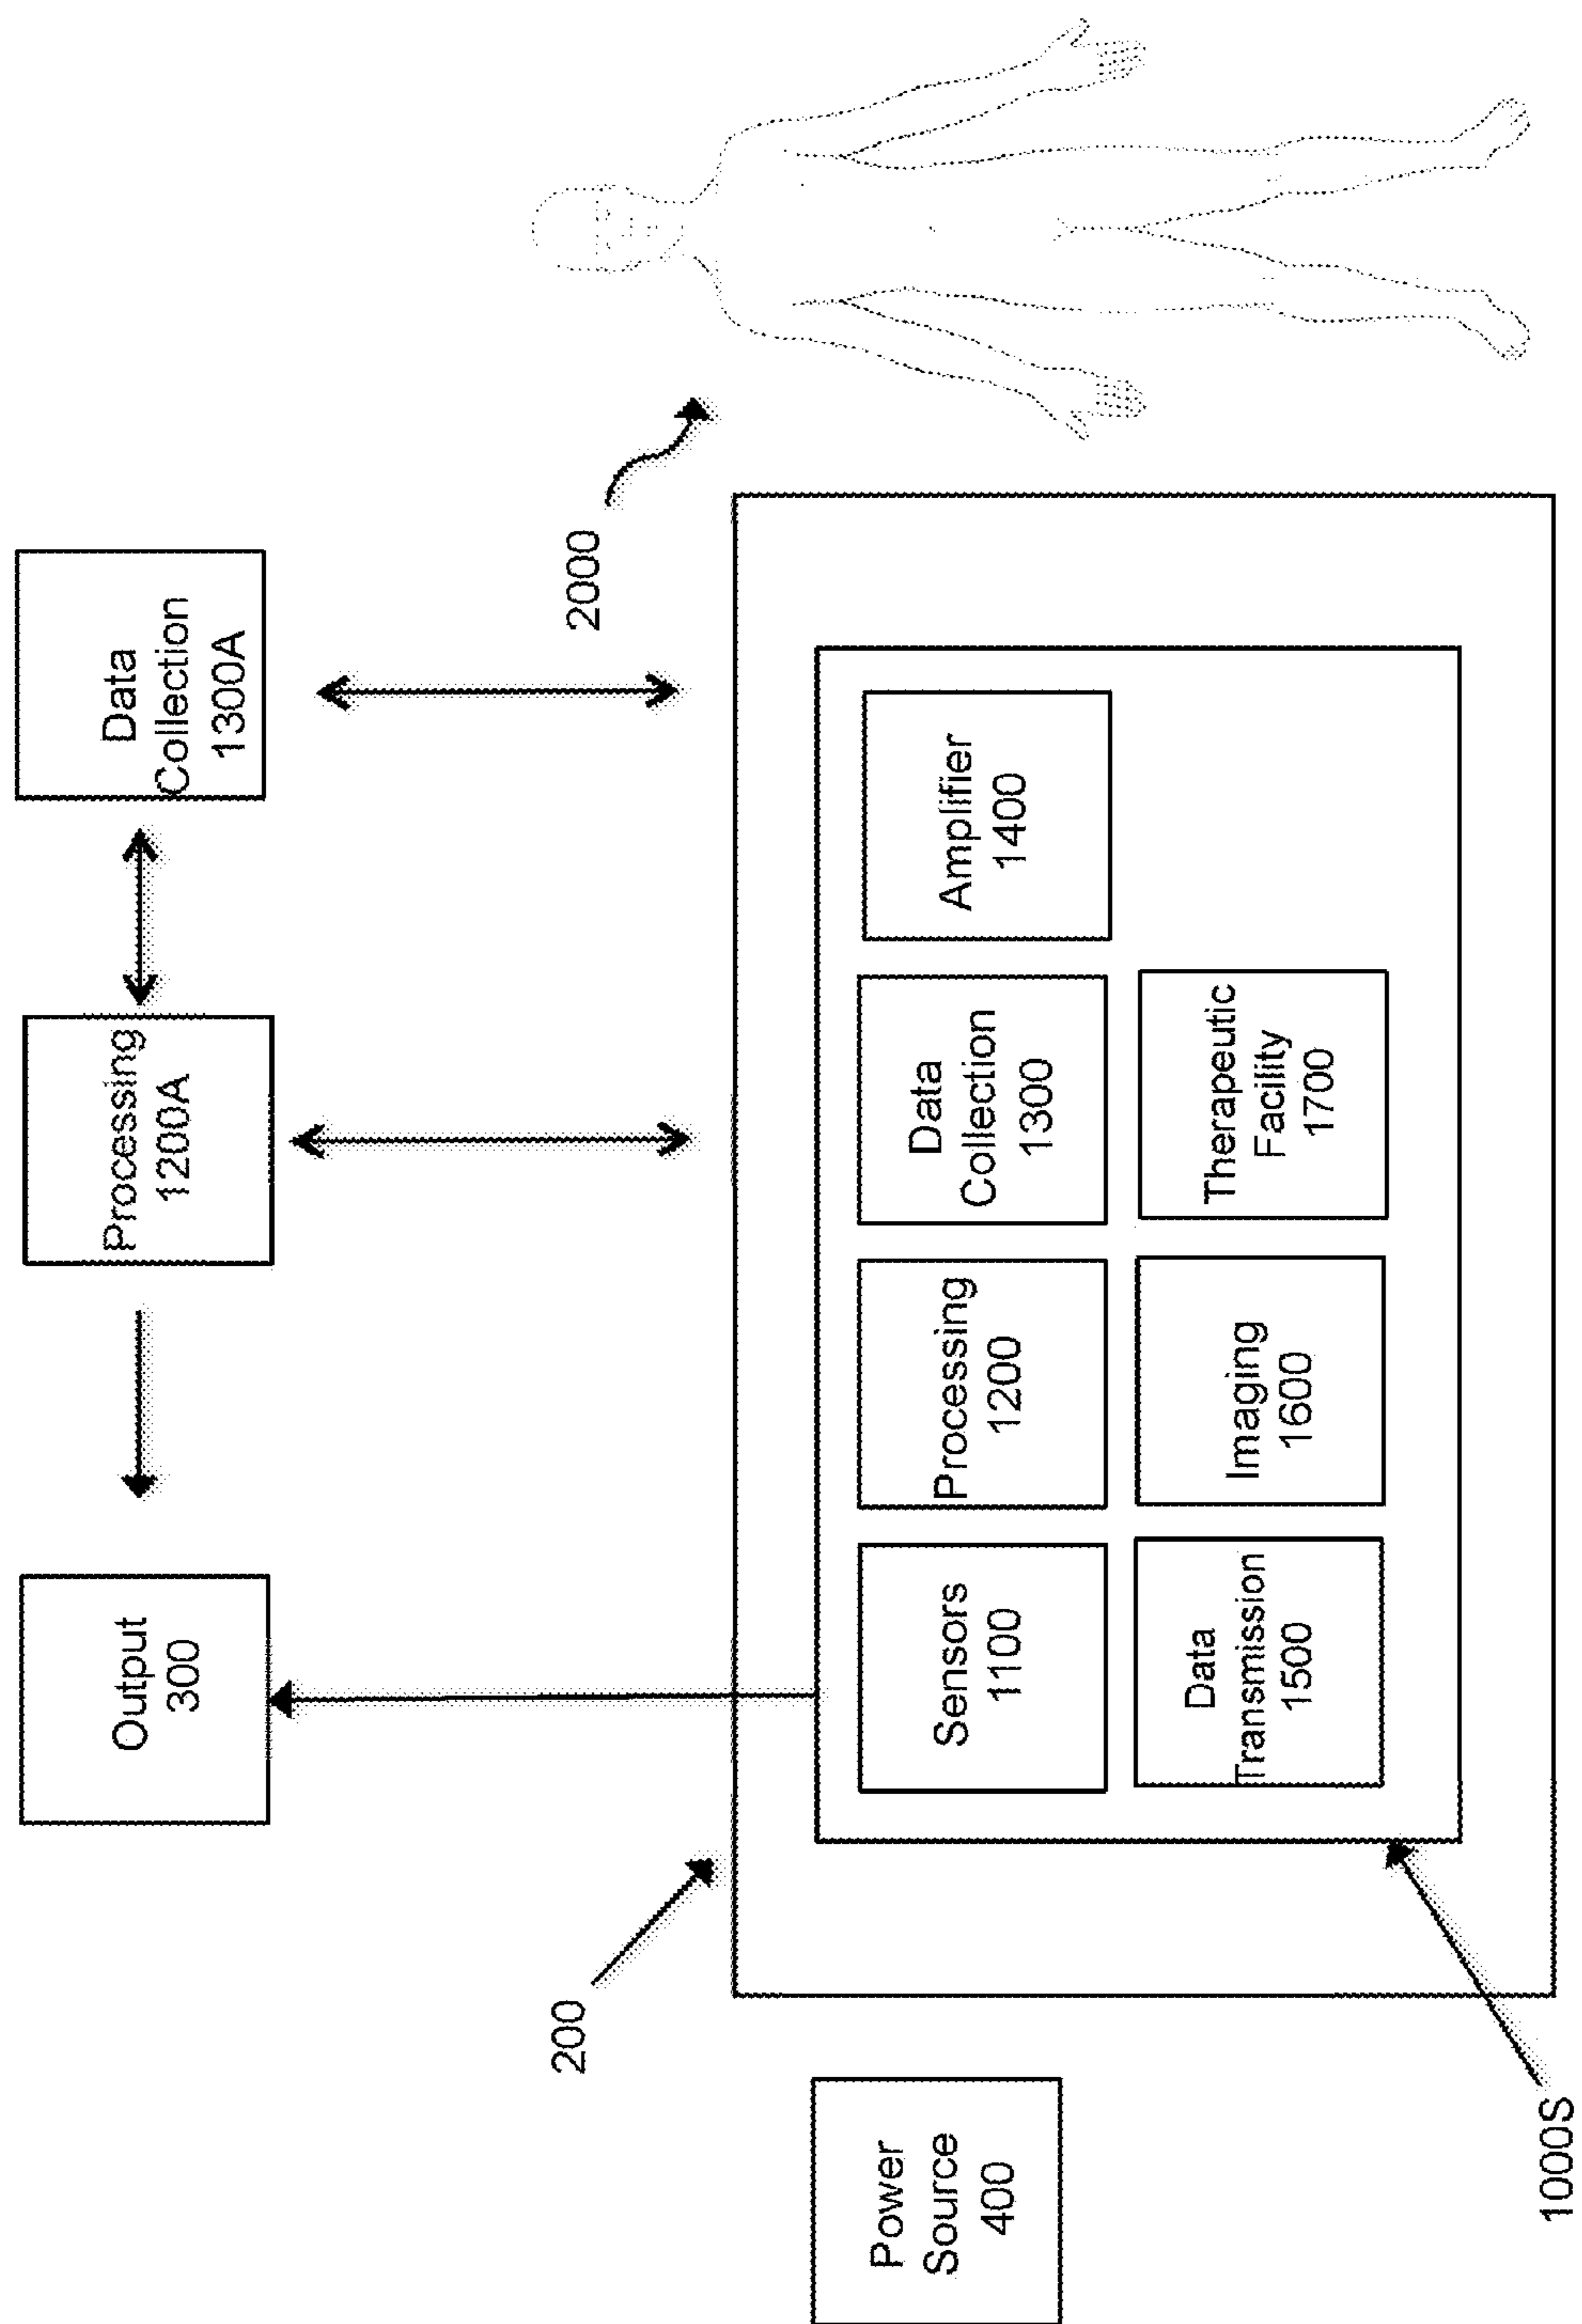 Output
300
Processing
1200A
Data
Collection
1300A
200
2000
Power
Source
400
Sensors
1100
Processing
1200
Data
Collection
1300
Amplifier
1400
Data
Transmission
1500
Imaging
1600
Therapeutic
Facility
1700
1000S